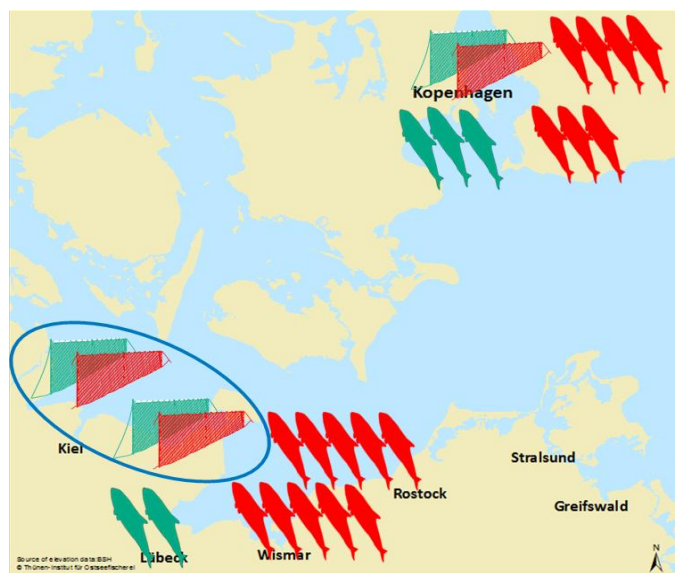 Kopenhagen
Kiel
Stralsund
Rostock
Greifswald
Lübeck
Wismar
Source of elevation data:BSH
© Thünen-Institut für Ostseefischerei
N